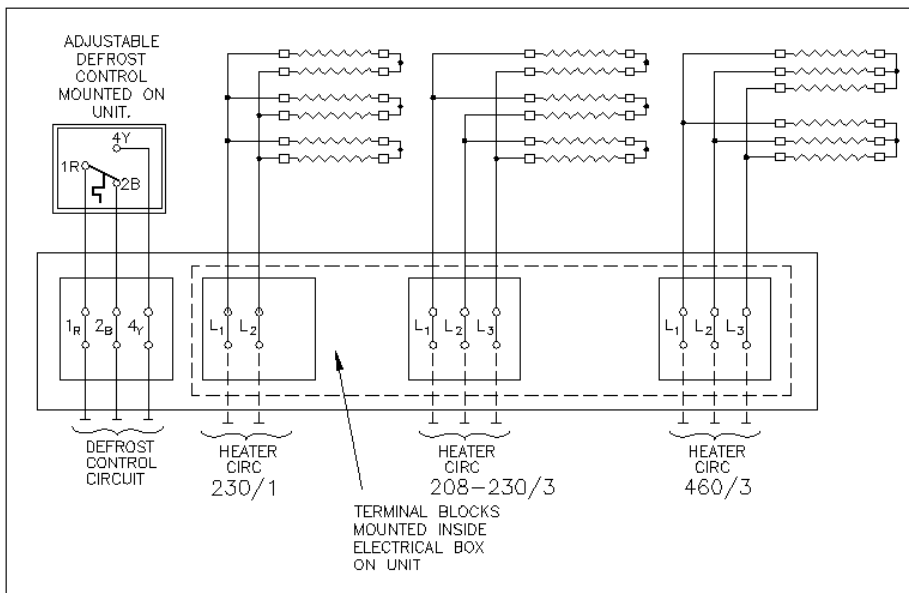 ADJUSTABLE
DEFROST
CONTROL
MOUNTED ON
UNIT.
4Y
1R
2B
1R
2B
4Y
L1
L2
L1
L2
L3
L1
L2
L3
DEFROST
CONTROL
CIRCUIT
HEATER
CIRC
230/1
HEATER
CIRC
208-230/3
HEATER
CIRC
460/3
TERMINAL BLOCKS
MOUNTED INSIDE
ELECTRICAL BOX
ON UNIT